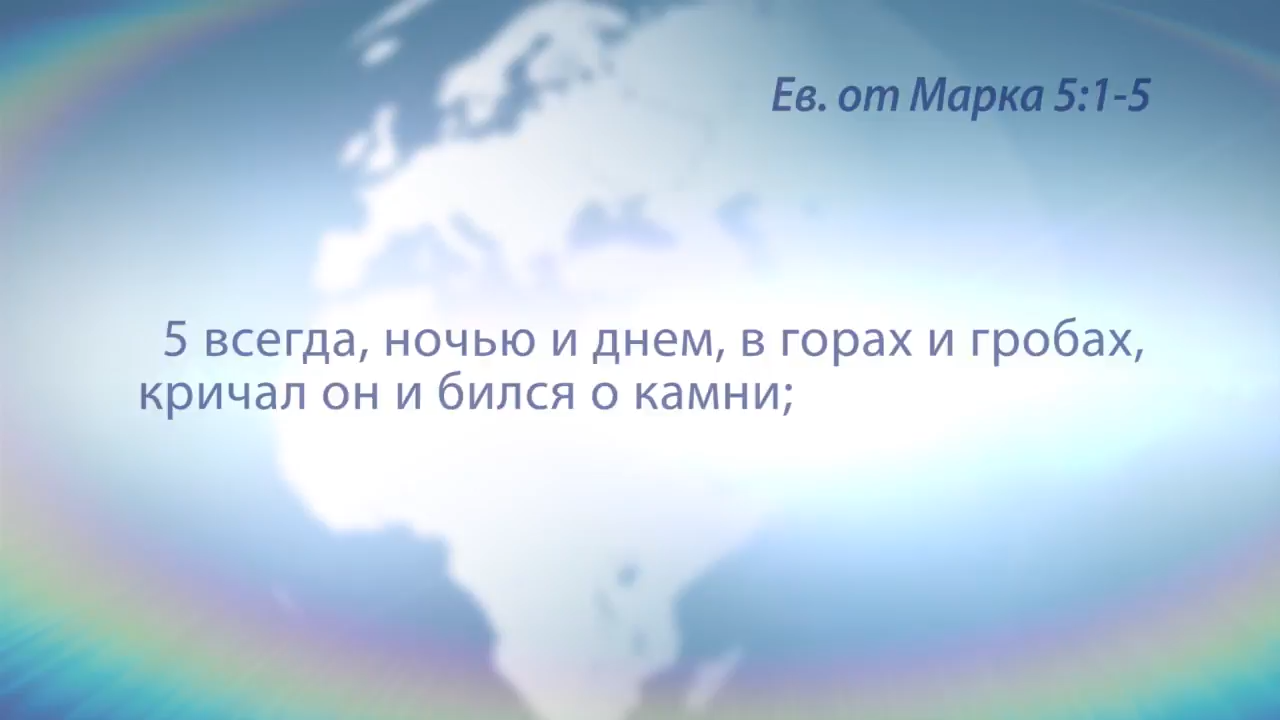 Ев. от Марка 5:1-5
5 всегда, ночью и днем, в горах и гробах,
кричал он и бился о камни;